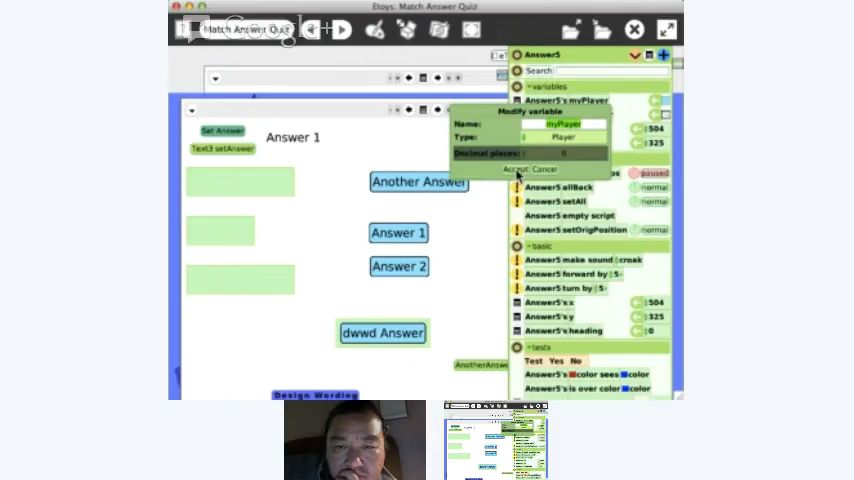 Etoys: Match Answer Quiz
Match Answer Quiz
Google+
Answer5
Search
variables
Answer5's myPlayer
Modify variable
Name: myPlayer
Type: Player
Decimal places: 0
Accept Cancel
504
325
paused
Answer5 allBack normal
Answer5 setAll normal
Answer5 empty script
Answer5 setOrigPosition normal
basic
Answer5 make sound croak
Answer5 forward by 5
Answer5 turn by 5
Answer5's x 504
Answer5's y 325
Answer5's heading 0
tests
Test Yes No
Answer5's color sees color
Answer5's is over color color
Set Answer
Text3 setAnswer
Answer 1
Another Answer
Answer 1
Answer 2
dwwd Answer
AnotherAnswe
Design Wording